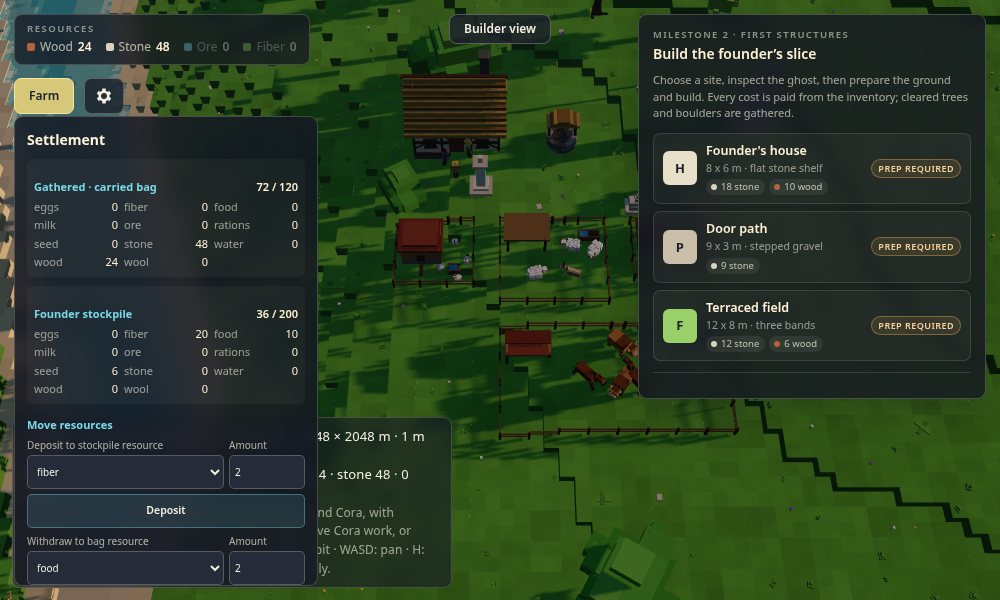 RESOURCES
Wood 24 Stone 48 Ore 0 Fiber 0
Builder view
Farm
Settlement
Gathered · carried bag 72 / 120
eggs 0 fiber 0 food 0
milk 0 ore 0 rations 0
seed 0 stone 48 water 0
wood 24 wool 0
Founder stockpile 36 / 200
eggs 0 fiber 20 food 10
milk 0 ore 0 rations 0
seed 6 stone 0 water 0
wood 0 wool 0
Move resources
Deposit to stockpile resource Amount
fiber 2
Deposit
Withdraw to bag resource Amount
food 2
48 × 2048 m · 1 m
4 · stone 48 · 0
nd Cora, with
ve Cora work, or
bit · WASD: pan · H:
ly.
MILESTONE 2 · FIRST STRUCTURES
Build the founder's slice
Choose a site, inspect the ghost, then prepare the ground
and build. Every cost is paid from the inventory; cleared trees
and boulders are gathered.
H
Founder's house
8 x 6 m · flat stone shelf
18 stone 10 wood
PREP REQUIRED
P
Door path
9 x 3 m · stepped gravel
9 stone
PREP REQUIRED
F
Terraced field
12 x 8 m · three bands
12 stone 6 wood
PREP REQUIRED